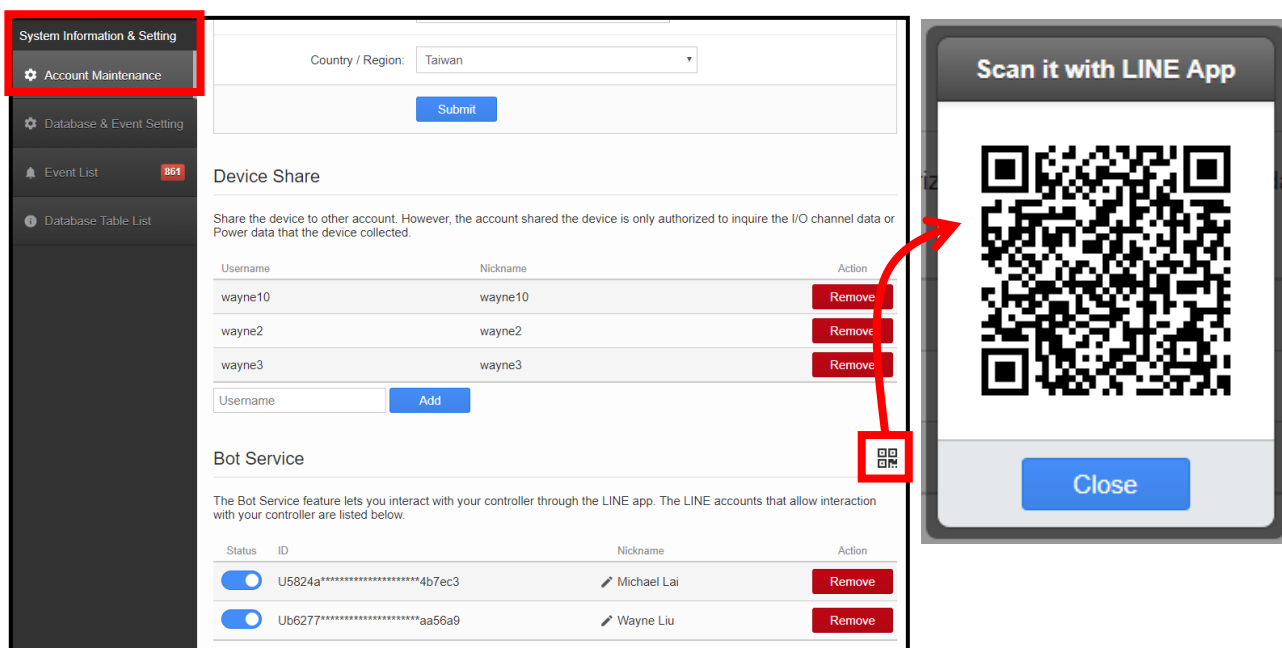 System Information & Setting
Account Maintenance
Database & Event Setting
Event List 861
Database Table List
Country / Region: Taiwan
Submit
Device Share
Share the device to other account. However, the account shared the device is only authorized to inquire the I/O channel data or
Power data that the device collected.
Username Nickname Action
wayne10 wayne10 Remove
wayne2 wayne2 Remove
wayne3 wayne3 Remove
Username Add
Bot Service
The Bot Service feature lets you interact with your controller through the LINE app. The LINE accounts that allow interaction
with your controller are listed below.
Status ID Nickname Action
U5824a*********************4b7ec3 Michael Lai Remove
Ub6277*********************aa56a9 Wayne Liu Remove
Scan it with LINE App
Close